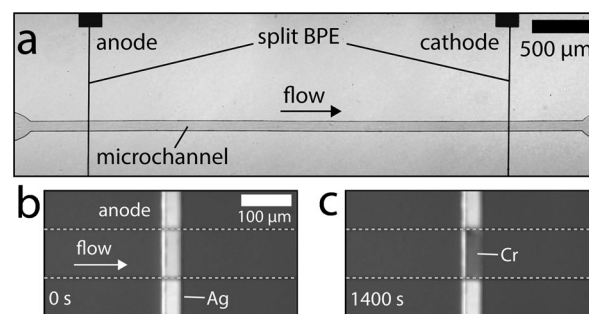 a
anode
split BPE
cathode
500 µm
flow
microchannel
b
anode
100 µm
flow
0 s
Ag
c
Cr
1400 s